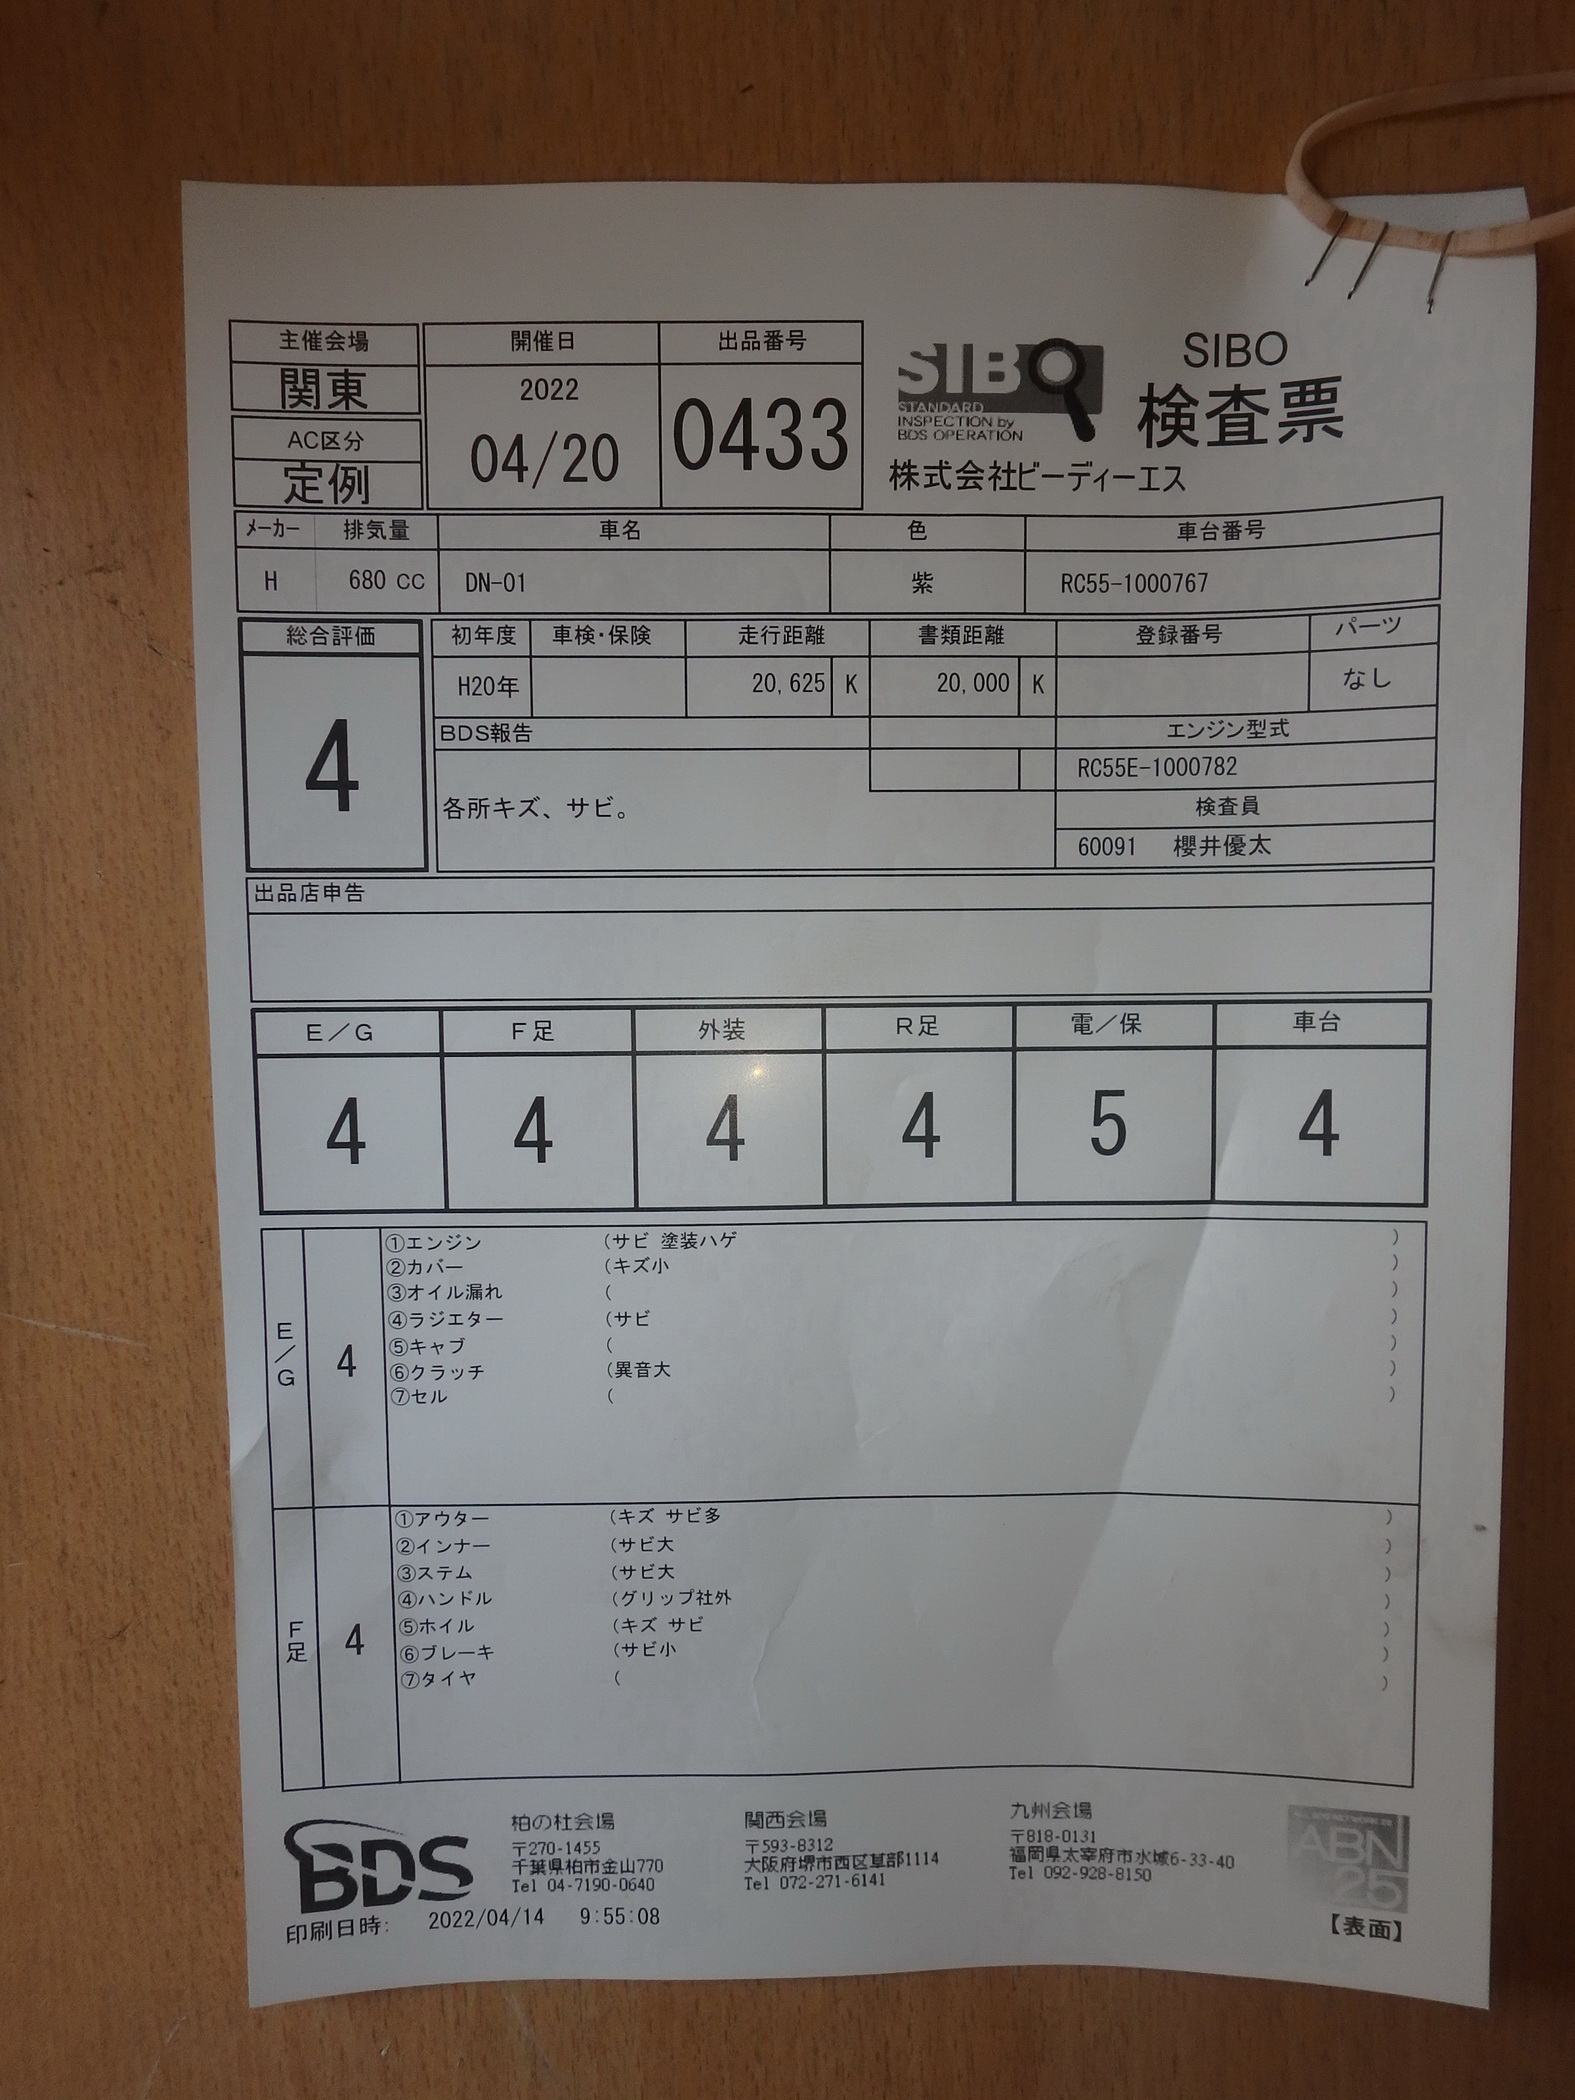 主催会場 開催日 出品番号
関東 2022 04/20 0433
AC区分
定例
SIBO
STANDARD
INSPECTION by
BDS OPERATION
SIBO
検査票
株式会社ビーディーエス
メーカー 排気量 車名 色 車台番号
H 680 CC DN-01 紫 RC55-1000767
総合評価 初年度 車検・保険 走行距離 書類距離 登録番号 パーツ
4 H20年 20,625 K 20,000 K なし
BDS報告 エンジン型式
RC55E-1000782
各所キズ、サビ。 検査員
60091 櫻井優太
出品店申告
E/G F足 外装 R足 電/保 車台
4 4 4 4 5 4
E/G 4
①エンジン (サビ 塗装ハゲ )
②カバー (キズ小 )
③オイル漏れ ( )
④ラジエター (サビ )
⑤キャブ ( )
⑥クラッチ (異音大 )
⑦セル ( )
F足 4
①アウター (キズ サビ多 )
②インナー (サビ大 )
③ステム (サビ大 )
④ハンドル (グリップ社外 )
⑤ホイル (キズ サビ )
⑥ブレーキ (サビ小 )
⑦タイヤ ( )
BDS
柏の杜会場
〒270-1455
千葉県柏市金山770
Tel 04-7190-0640
関西会場
〒593-8312
大阪府堺市西区草部1114
Tel 072-271-6141
九州会場
〒818-0131
福岡県太宰府市水城6-33-40
Tel 092-928-8150
ABN
25
印刷日時: 2022/04/14 9:55:08
【表面】